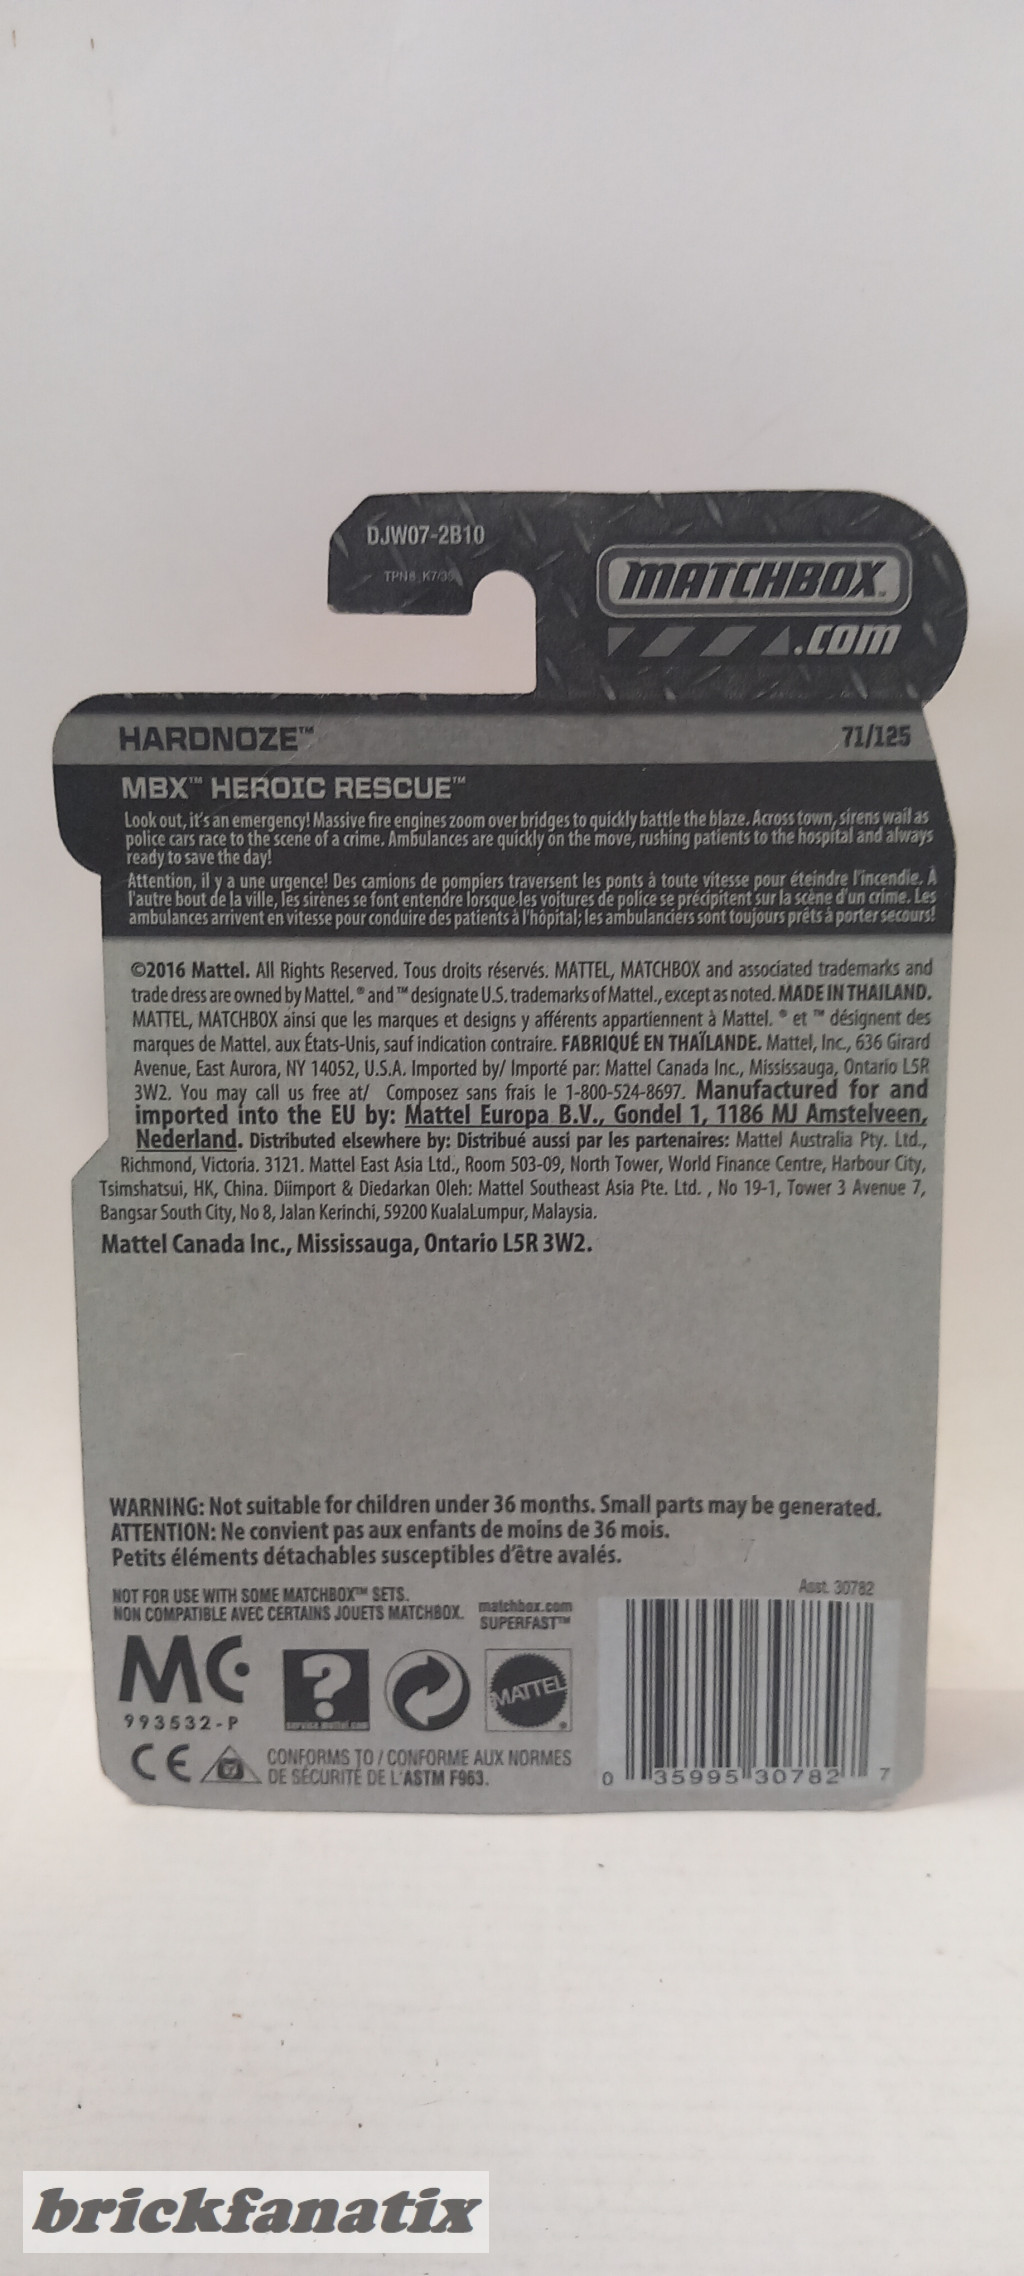 DJW07-2B10
MATCHBOX™
.com
HARDNOZE™ 71/125
MBX™ HEROIC RESCUE™
Look out, it's an emergency! Massive fire engines zoom over bridges to quickly battle the blaze. Across town, sirens wail as
police cars race to the scene of a crime. Ambulances are quickly on the move, rushing patients to the hospital and always
ready to save the day!
Attention, il y a une urgence! Des camions de pompiers traversent les ponts à toute vitesse pour éteindre l'incendie. À
l'autre bout de la ville, les sirènes se font entendre lorsque les voitures de police se précipitent sur la scène d'un crime. Les
ambulances arrivent en vitesse pour conduire des patients à l'hôpital; les ambulanciers sont toujours prêts à porter secours!
©2016 Mattel. All Rights Reserved. Tous droits réservés. MATTEL, MATCHBOX and associated trademarks and
trade dress are owned by Mattel. ® and ™ designate U.S. trademarks of Mattel., except as noted. MADE IN THAILAND.
MATTEL, MATCHBOX ainsi que les marques et designs y afférents appartiennent à Mattel. ® et ™ désignent des
marques de Mattel. aux États-Unis, sauf indication contraire. FABRIQUÉ EN THAÏLANDE. Mattel, Inc., 636 Girard
Avenue, East Aurora, NY 14052, U.S.A. Imported by/ Importé par: Mattel Canada Inc., Mississauga, Ontario L5R
3W2. You may call us free at/ Composez sans frais le 1-800-524-8697. Manufactured for and
imported into the EU by: Mattel Europa B.V., Gondel 1, 1186 MJ Amstelveen,
Nederland. Distributed elsewhere by: Distribué aussi par les partenaires: Mattel Australia Pty. Ltd.,
Richmond, Victoria. 3121. Mattel East Asia Ltd., Room 503-09, North Tower, World Finance Centre, Harbour City,
Tsimshatsui, HK, China. Diimport & Diedarkan Oleh: Mattel Southeast Asia Pte. Ltd. , No 19-1, Tower 3 Avenue 7,
Bangsar South City, No 8, Jalan Kerinchi, 59200 KualaLumpur, Malaysia.
Mattel Canada Inc., Mississauga, Ontario L5R 3W2.
WARNING: Not suitable for children under 36 months. Small parts may be generated.
ATTENTION: Ne convient pas aux enfants de moins de 36 mois.
Petits éléments détachables susceptibles d'être avalés.
NOT FOR USE WITH SOME MATCHBOX™ SETS.
NON COMPATIBLE AVEC CERTAINS JOUETS MATCHBOX.
matchbox.com
SUPERFAST™
Asst. 30782
MC
993532-P
?
service.mattel.com
MATTEL®
CE
CONFORMS TO / CONFORME AUX NORMES
DE SÉCURITÉ DE L'ASTM F963.
0 35995 30782 7
brickfanatix